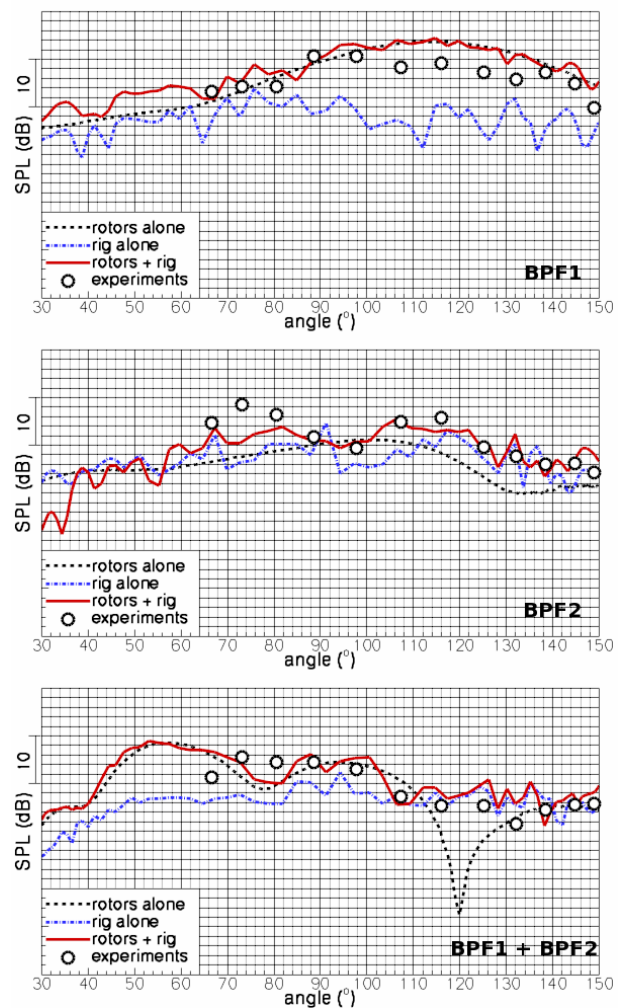 10
SPL (dB)
rotors alone
rig alone
rotors + rig
experiments
BPF1
30 40 50 60 70 80 90 100 110 120 130 140 150
angle (°)
10
SPL (dB)
rotors alone
rig alone
rotors + rig
experiments
BPF2
30 40 50 60 70 80 90 100 110 120 130 140 150
angle (°)
10
SPL (dB)
rotors alone
rig alone
rotors + rig
experiments
BPF1 + BPF2
30 40 50 60 70 80 90 100 110 120 130 140 150
angle (°)